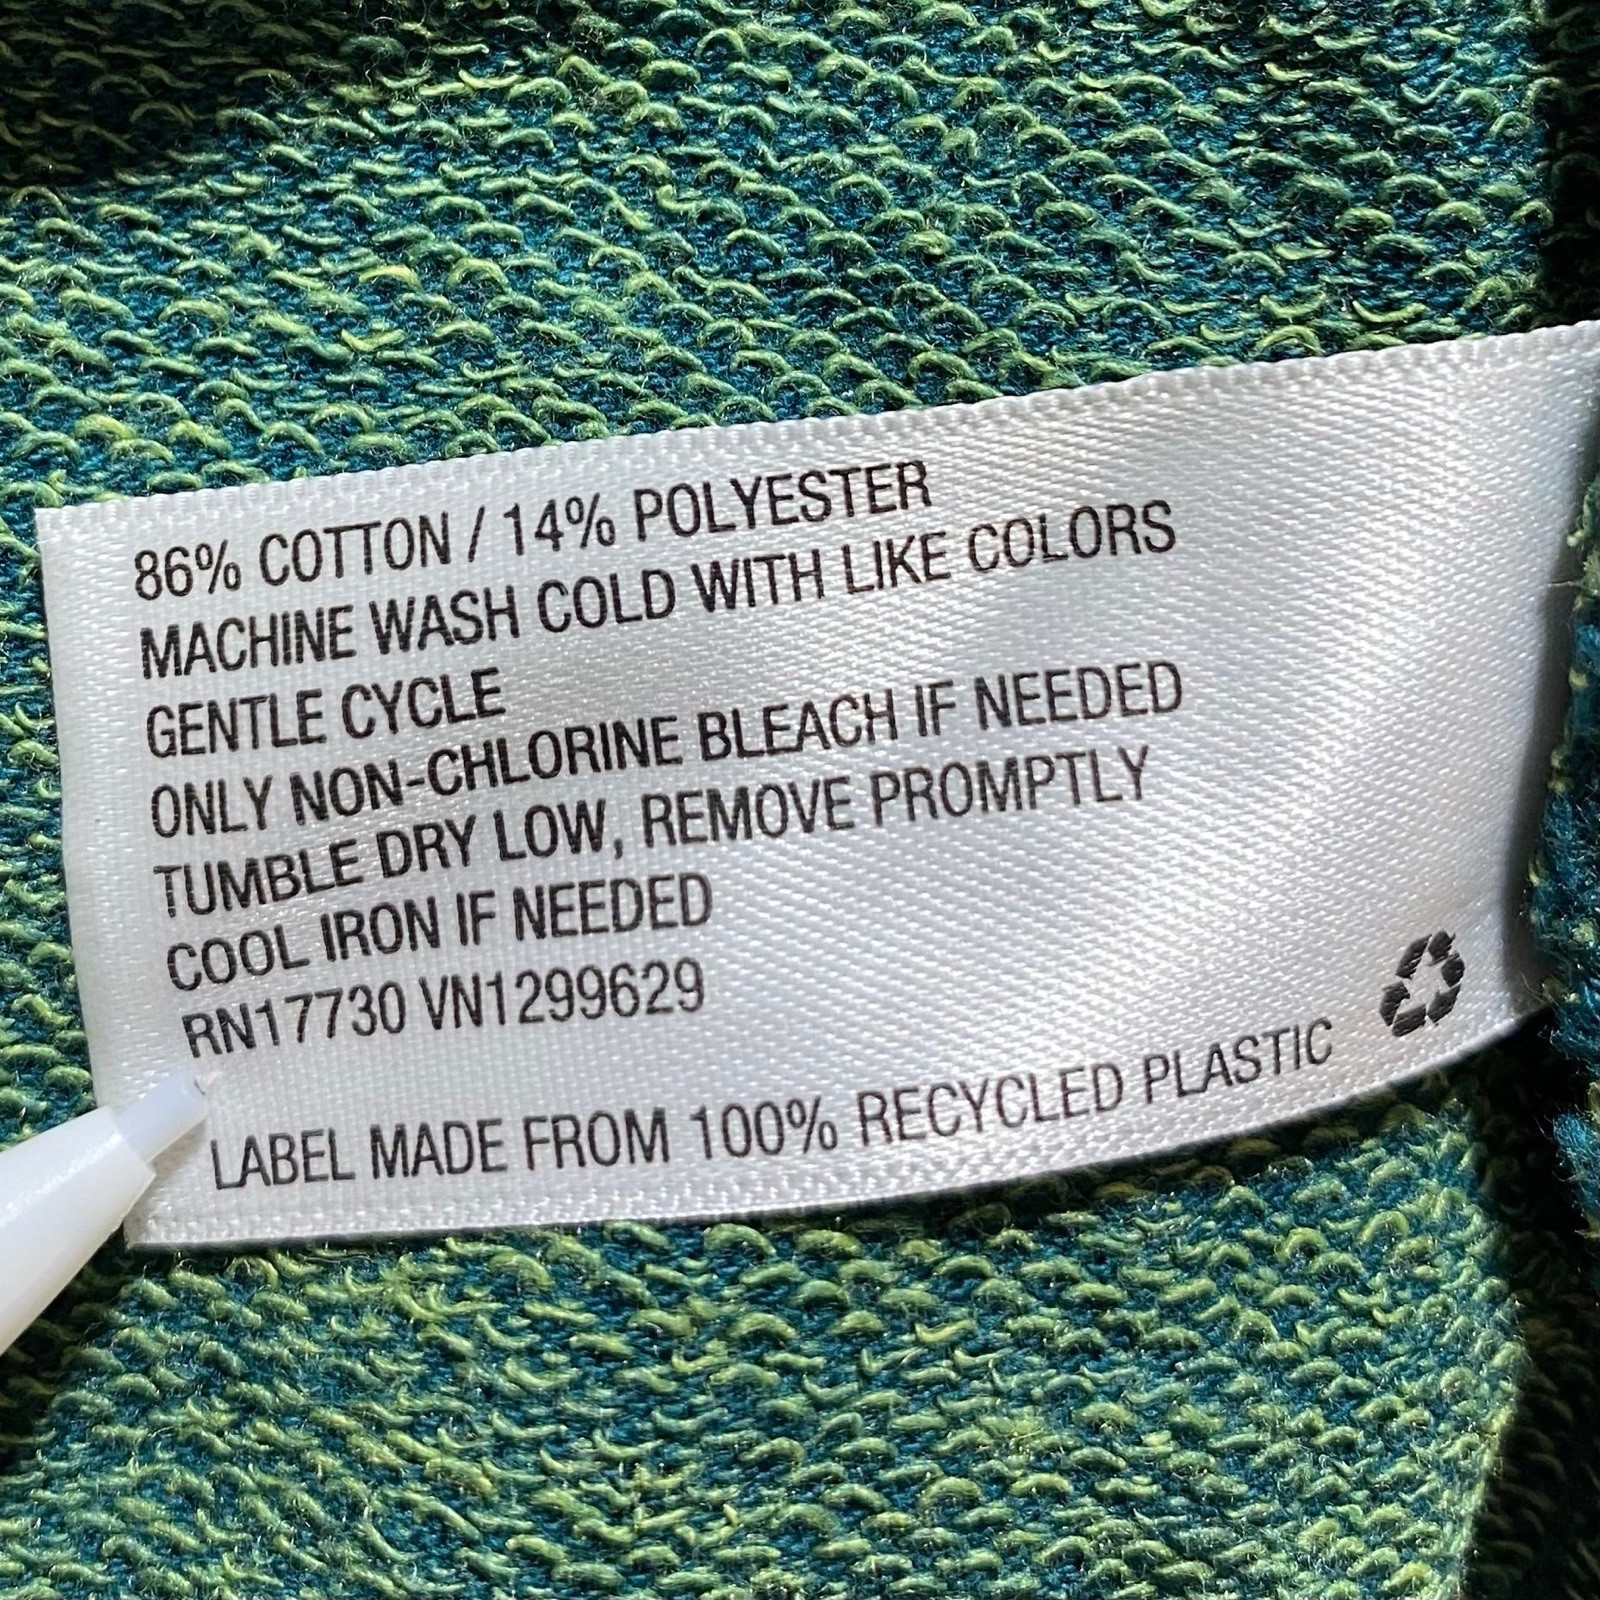 86% COTTON / 14% POLYESTER
MACHINE WASH COLD WITH LIKE COLORS
GENTLE CYCLE
ONLY NON-CHLORINE BLEACH IF NEEDED
TUMBLE DRY LOW, REMOVE PROMPTLY
COOL IRON IF NEEDED
RN17730 VN1299629
LABEL MADE FROM 100% RECYCLED PLASTIC